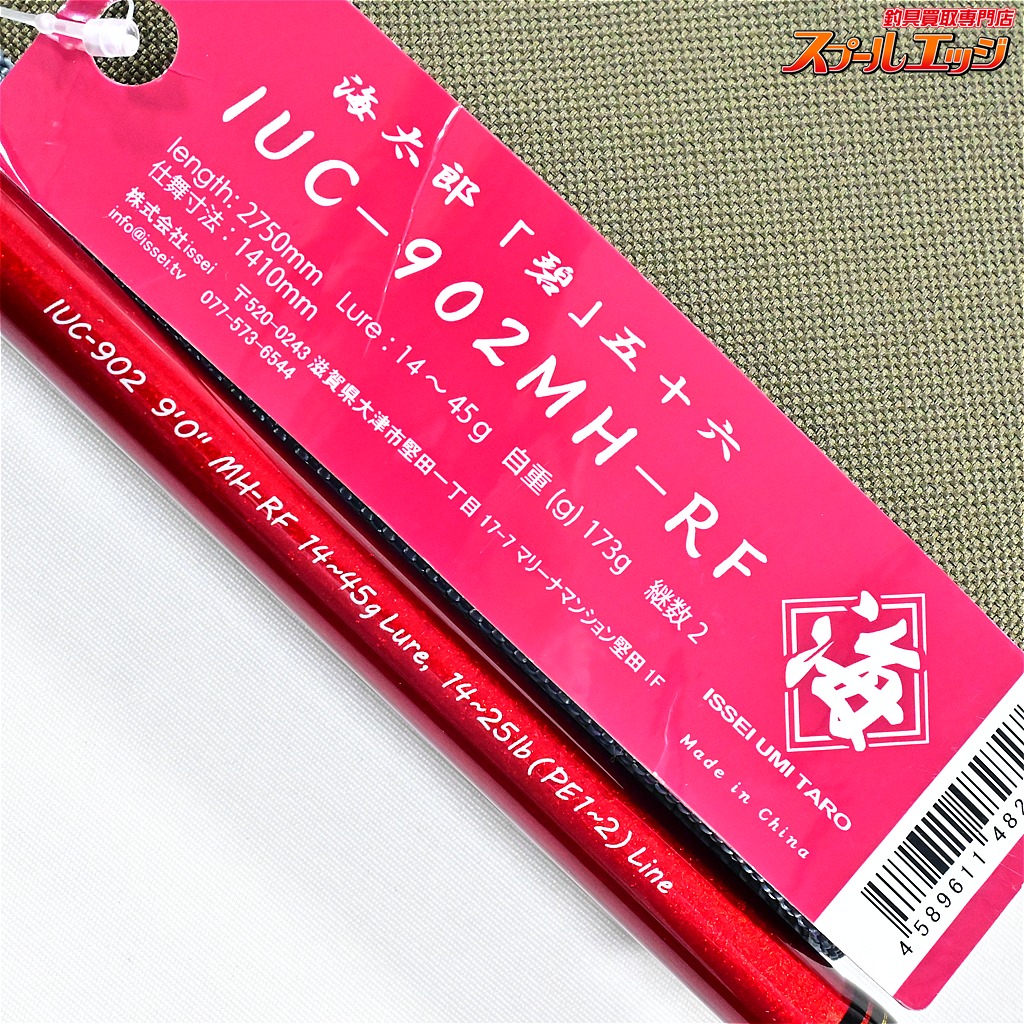 釣具買取専門店
スプールエッジ
海太郎「碧」五十六
IUC-902MH-RF
length: 2750mm Lure : 14～45g 自重(g) 173g 継数 2
仕舞寸法 : 1410mm
株式会社issei 〒520-0243 滋賀県大津市堅田一丁目 17-7 マリーナマンション堅田 1F
info@issei.tv 077-573-6544
海
ISSEI UMI TARO
Made in China
4 589611 482
IUC-902 9'0" MH-RF 14~45g Lure, 14~25lb(PE1~2) Line